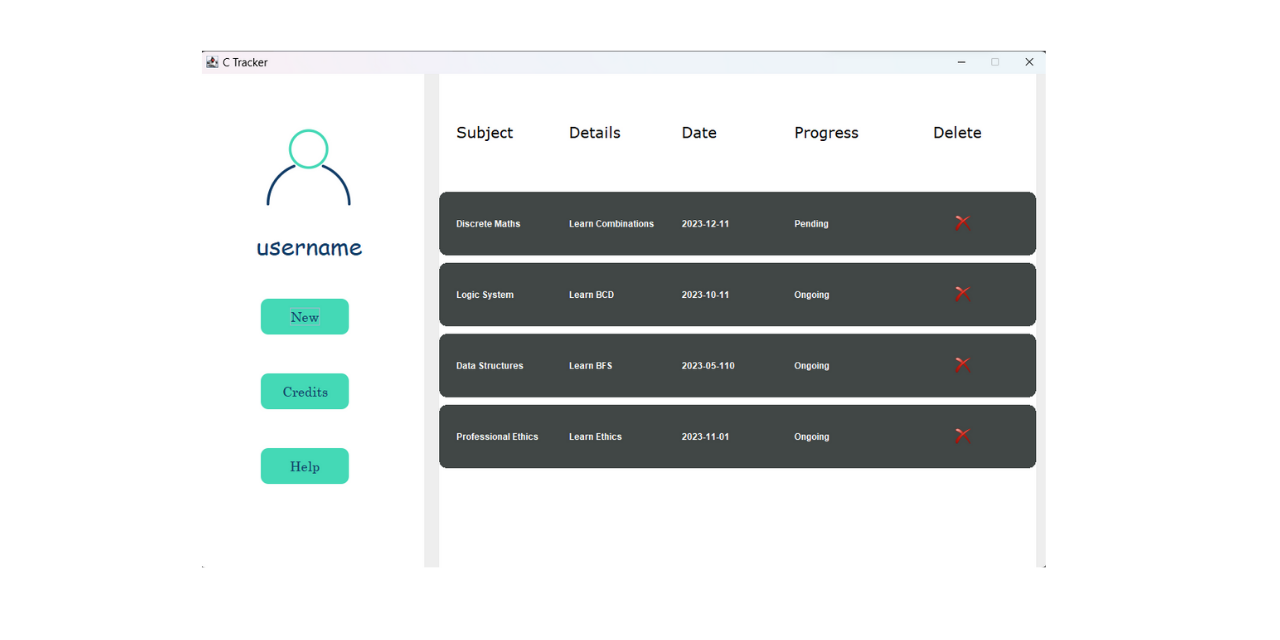 C Tracker
username
New
Credits
Help
Subject Details Date Progress Delete
Discrete Maths Learn Combinations 2023-12-11 Pending
Logic System Learn BCD 2023-10-11 Ongoing
Data Structures Learn BFS 2023-05-110 Ongoing
Professional Ethics Learn Ethics 2023-11-01 Ongoing